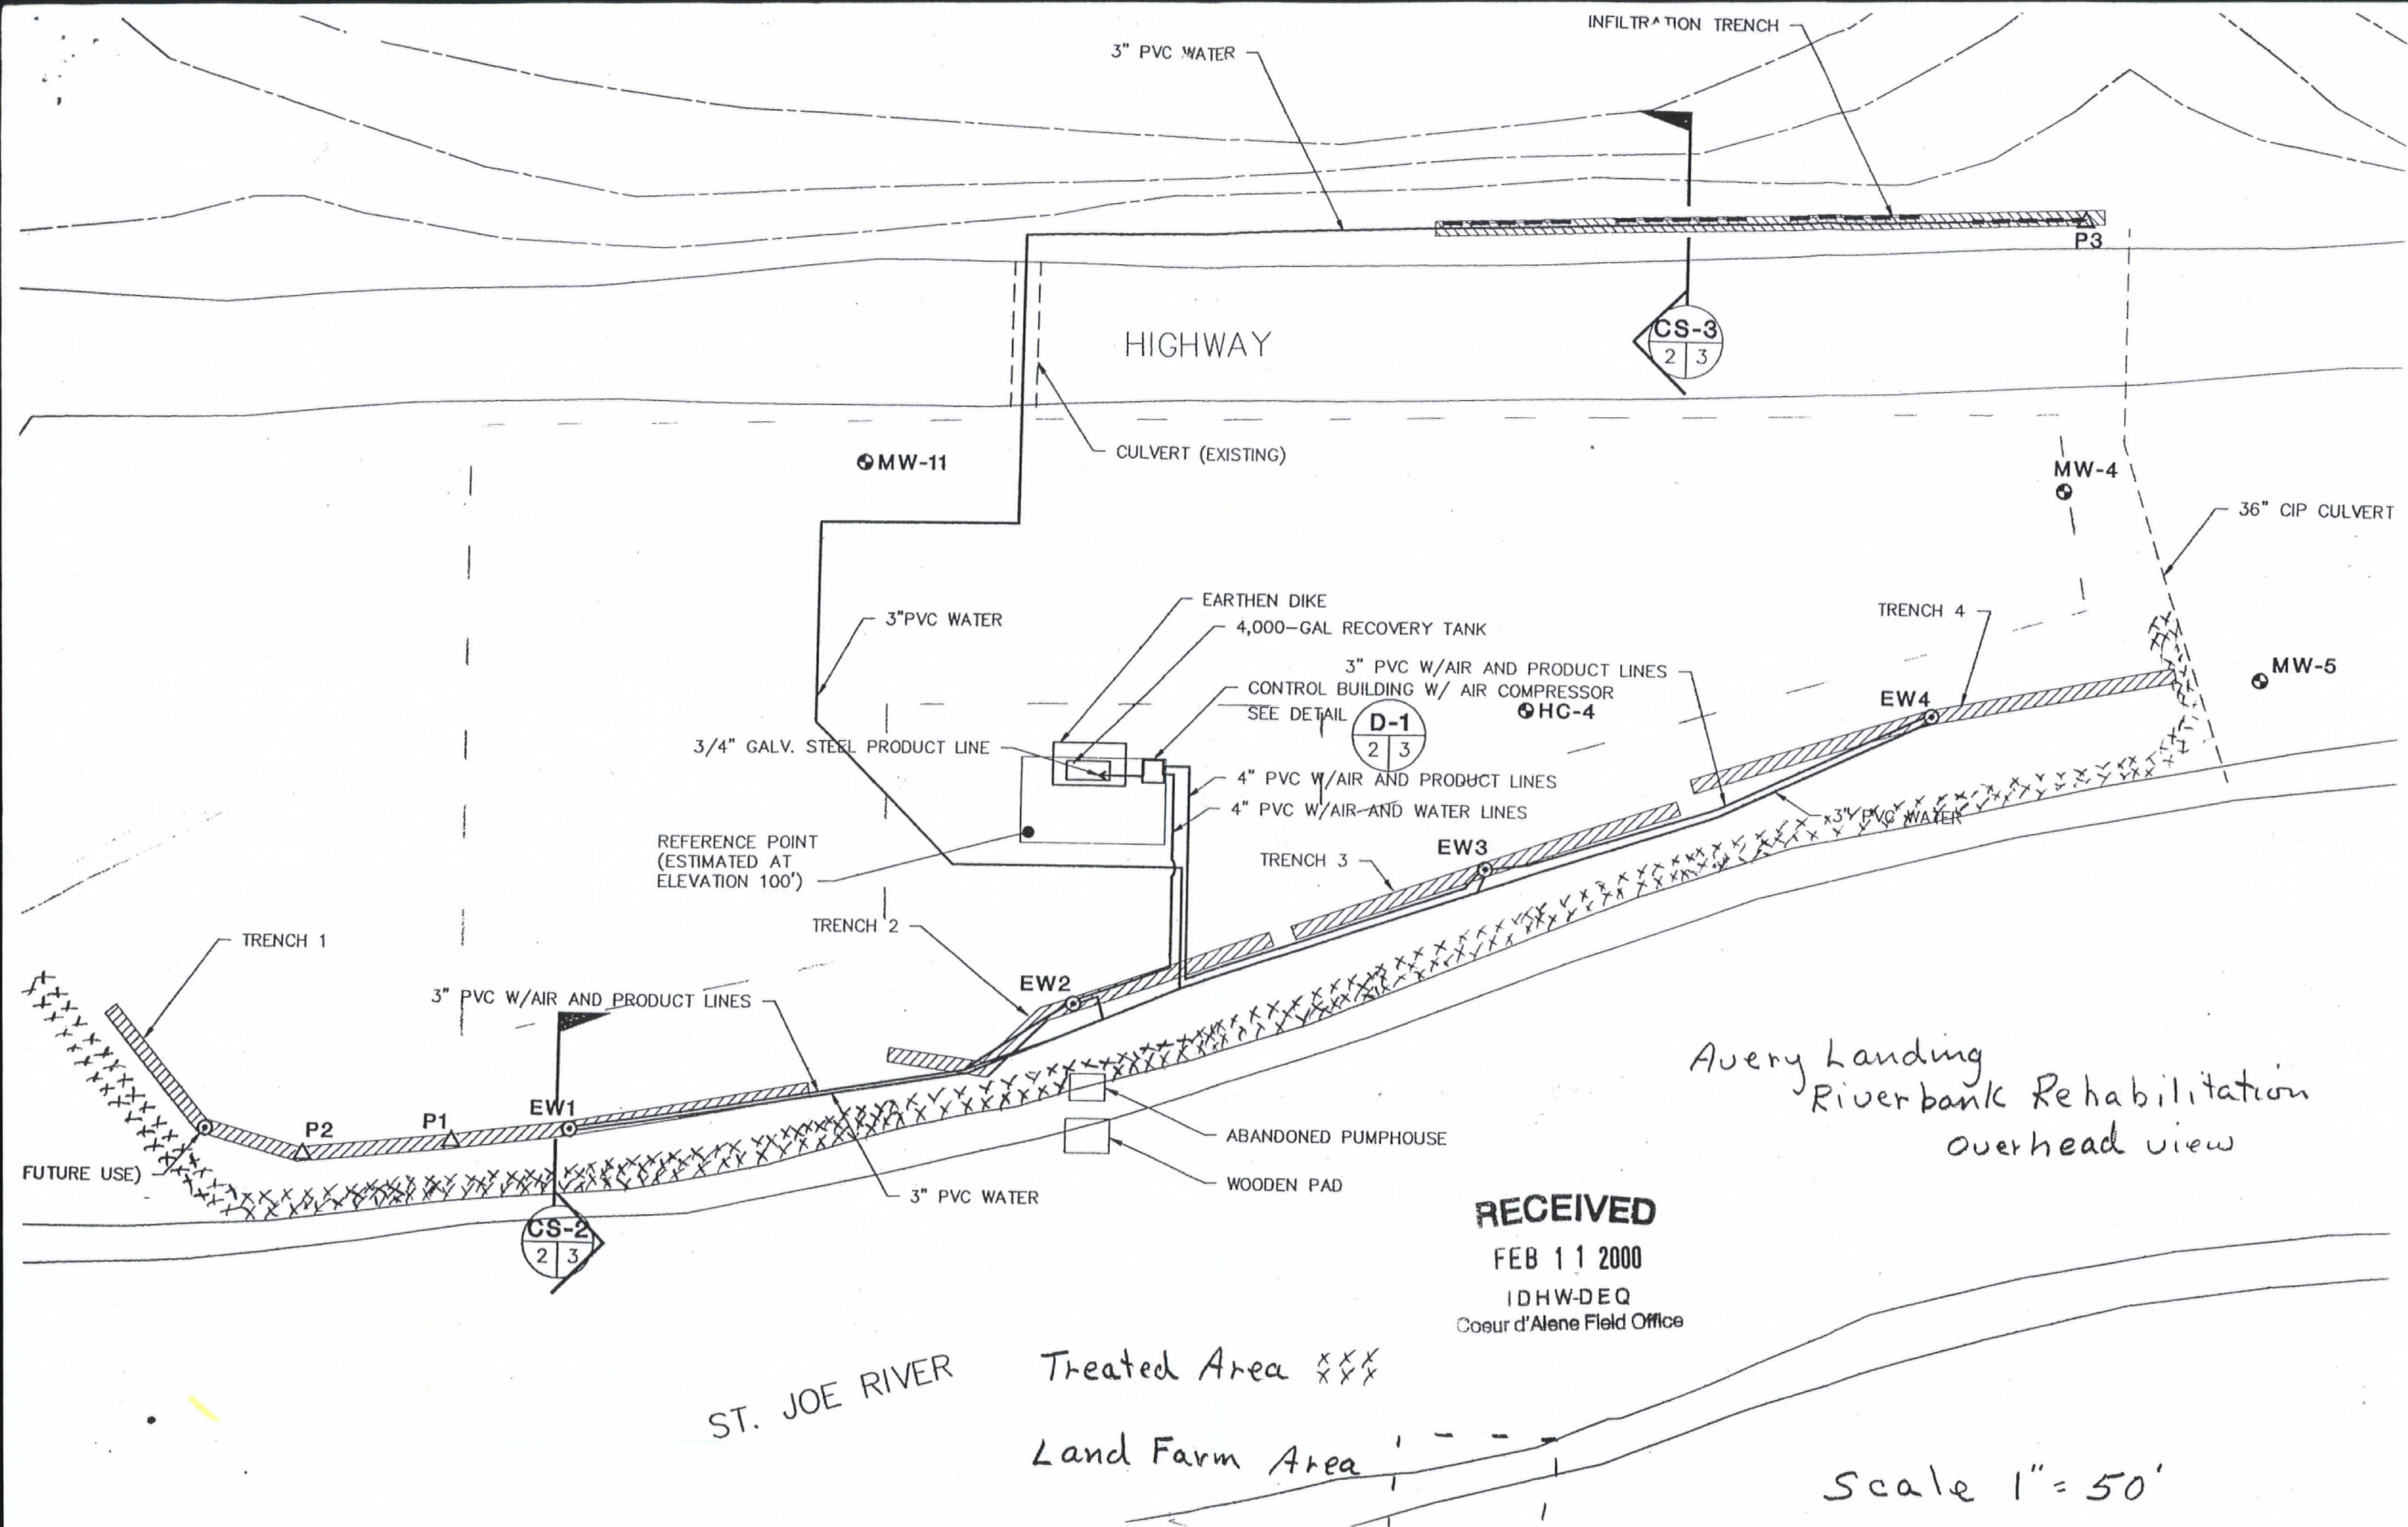 INFILTRATION TRENCH
3" PVC WATER
P3
HIGHWAY
CS-3
2 3
CULVERT (EXISTING)
MW-11
MW-4
36" CIP CULVERT
EARTHEN DIKE
3"PVC WATER
4,000-GAL RECOVERY TANK
TRENCH 4
3" PVC W/AIR AND PRODUCT LINES
MW-5
CONTROL BUILDING W/ AIR COMPRESSOR
SEE DETAIL
D-1
2 3
HC-4
EW4
3/4" GALV. STEEL PRODUCT LINE
4" PVC W/AIR AND PRODUCT LINES
4" PVC W/AIR AND WATER LINES
3" PVC WATER
REFERENCE POINT
(ESTIMATED AT
ELEVATION 100')
EW3
TRENCH 3
TRENCH 2
TRENCH 1
EW2
3" PVC W/AIR AND PRODUCT LINES
EW1
P1
P2
FUTURE USE)
ABANDONED PUMPHOUSE
WOODEN PAD
3" PVC WATER
CS-2
2 3
Avery Landing
Riverbank Rehabilitation
overhead view
RECEIVED
FEB 11 2000
IDHW-DEQ
Coeur d'Alene Field Office
ST. JOE RIVER
Treated Area xxx
xxx
Land Farm Area
Scale 1" = 50'